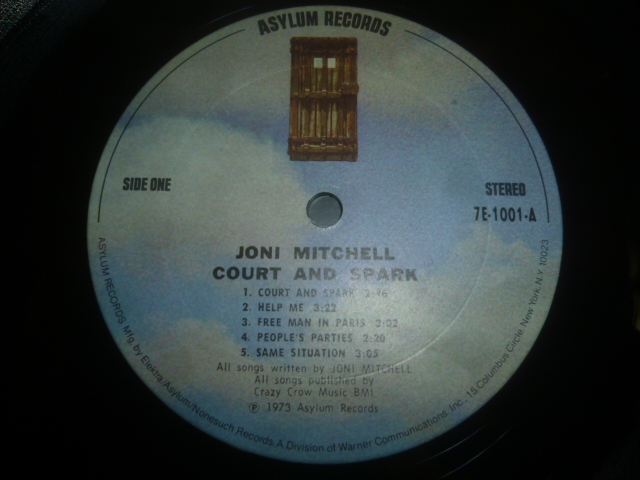 ASYLUM RECORDS
SIDE ONE
STEREO
7E-1001-A
JONI MITCHELL
COURT AND SPARK
1. COURT AND SPARK 2:46
2. HELP ME 3:22
3. FREE MAN IN PARIS 3:02
4. PEOPLE'S PARTIES 2:20
5. SAME SITUATION 3:05
All songs written by JONI MITCHELL
All songs published by
Crazy Crow Music BMI
℗ 1973 Asylum Records
ASYLUM RECORDS Mfg. by Elektra/Asylum/Nonesuch Records A Division of Warner Communications Inc., 15 Columbus Circle, New York, N.Y. 10023